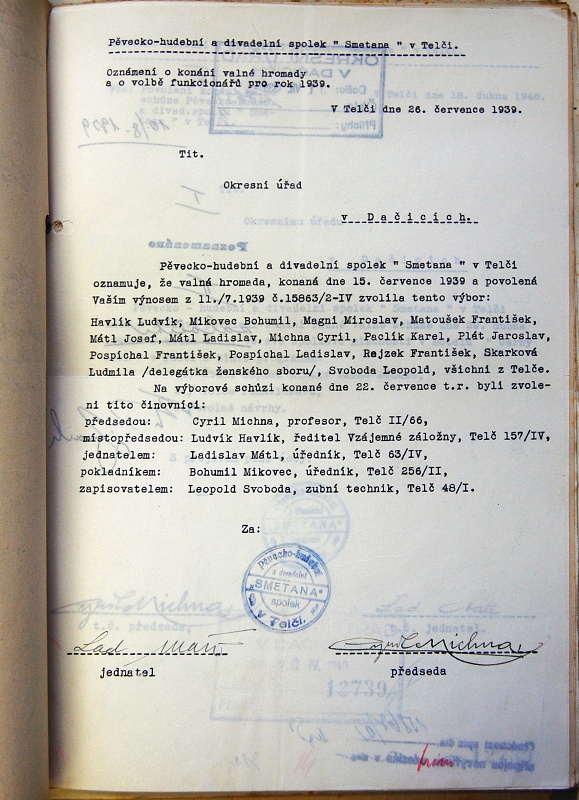 Pěvecko-hudební a divadelní spolek " Smetana " v Telči.
Oznámení o konání valné hromady
a o volbě funkcionářů pro rok 1939.
V Telči dne 26. července 1939.
Tit.
Okresní úřad
v Dačicích.
Pěvecko-hudební a divadelní spolek " Smetana " v Telči
oznamuje, že valná hromada, konaná dne 15. července 1939 a povolená
Vaším výnosem z 11./7.1939 č.15863/2-IV zvolila tento výbor:
Havlík Ludvík, Mikovec Bohumil, Magni Miroslav, Matoušek František,
Mátl Josef, Mátl Ladislav, Michna Cyril, Paclík Karel, Plát Jaroslav,
Pospíchal František, Pospíchal Ladislav, Rejzek František, Skarková
Ludmila /delegátka ženského sboru/, Svoboda Leopold, všichni z Telče.
Na výborové schůzi konané dne 22. července t.r. byli zvole-
ni tito činovníci:
předsedou: Cyril Michna, profesor, Telč II/66,
místopředsedou: Ludvík Havlík, ředitel Vzájemné záložny, Telč 157/IV,
jednatelem: Ladislav Mátl, úředník, Telč 63/IV,
pokladníkem: Bohumil Mikovec, úředník, Telč 256/II,
zapisovatelem: Leopold Svoboda, zubní technik, Telč 48/I.
Za:
Pěvecko-hudební
a divadelní
"SMETANA"
spolek
v Telči.
Lad Mátl
Cyril Michna
jednatel
předseda